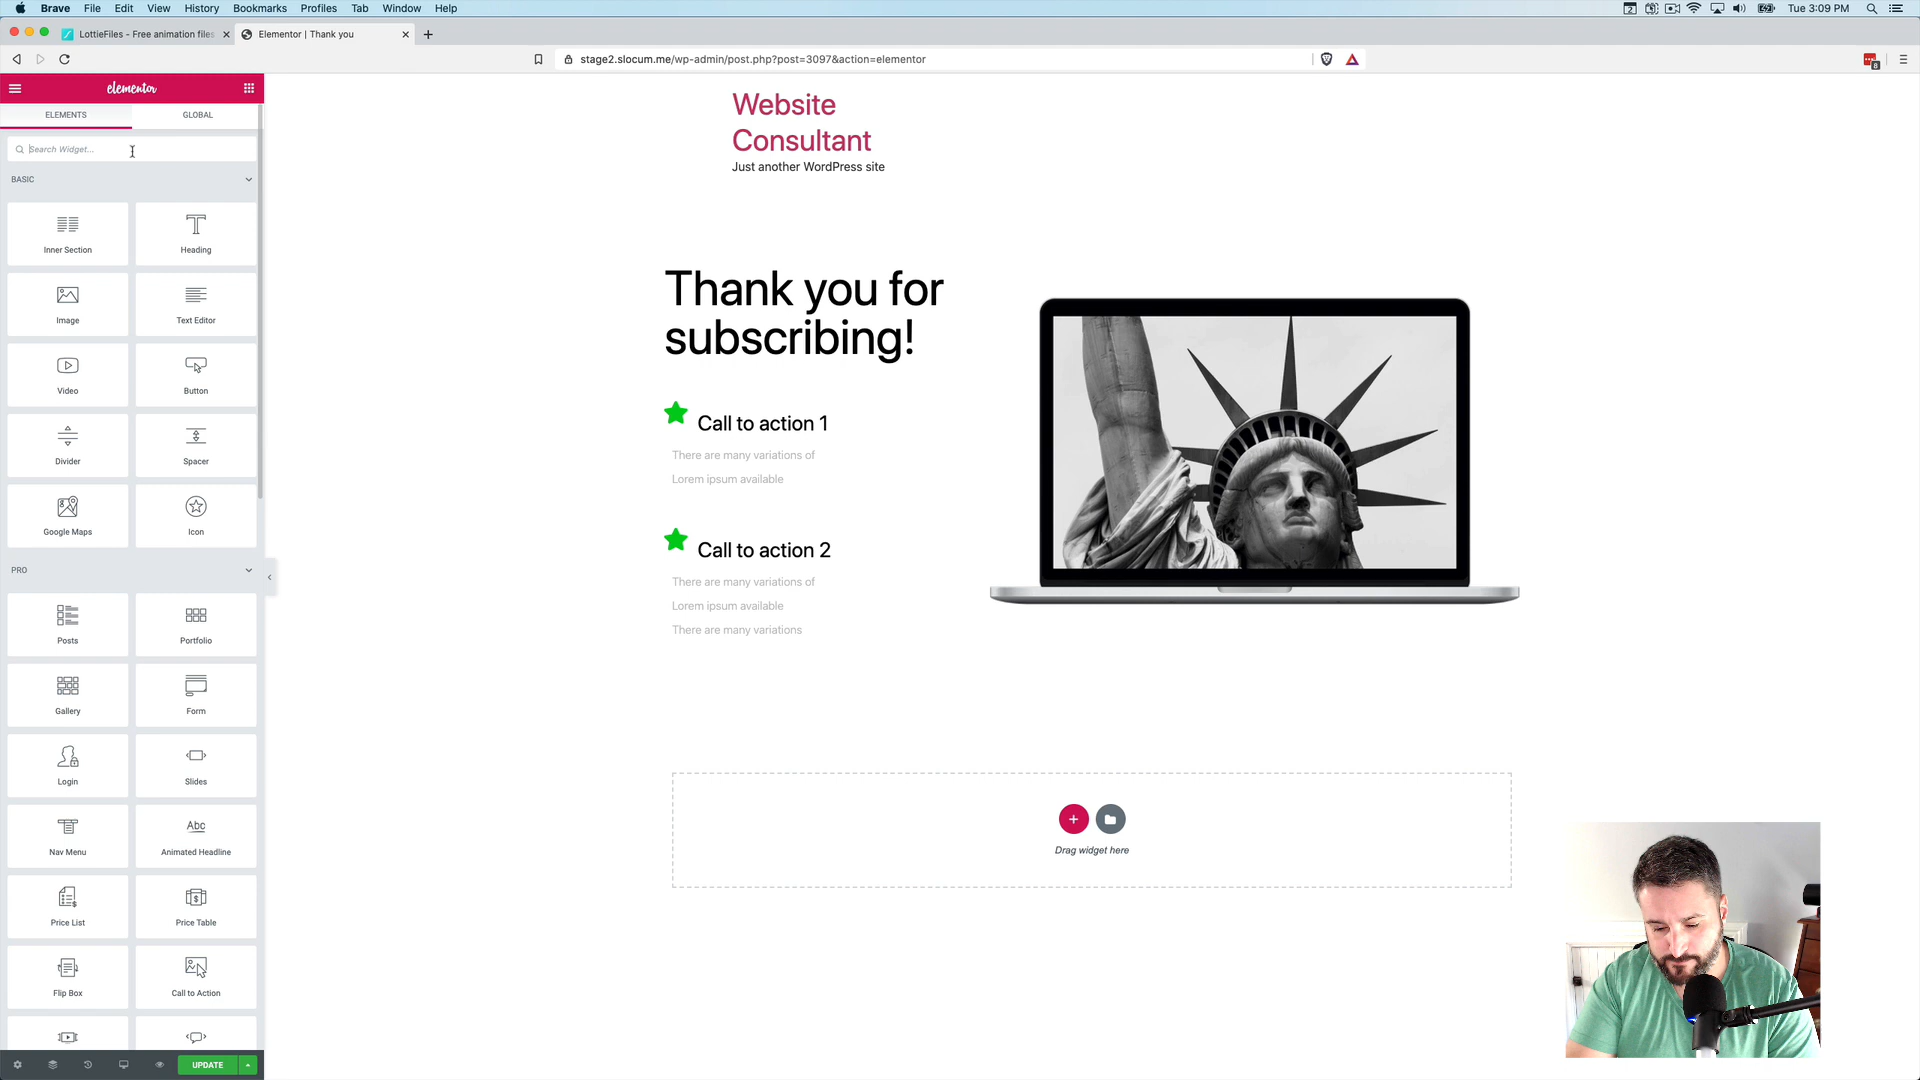 Brave File Edit View History Bookmarks Profiles Tab Window Help
Tue 3:09 PM
LottieFiles - Free animation files
Elementor | Thank you
stage2.slocum.me/wp-admin/post.php?post=3097&action=elementor
elementor
ELEMENTS GLOBAL
Search Widget...
BASIC
Inner Section Heading
Image Text Editor
Video Button
Divider Spacer
Google Maps Icon
PRO
Posts Portfolio
Gallery Form
Login Slides
Abc
Nav Menu Animated Headline
Price List Price Table
Flip Box Call to Action
UPDATE
Website
Consultant
Just another WordPress site
Thank you for
subscribing!
Call to action 1
There are many variations of
Lorem ipsum available
Call to action 2
There are many variations of
Lorem ipsum available
There are many variations
Drag widget here